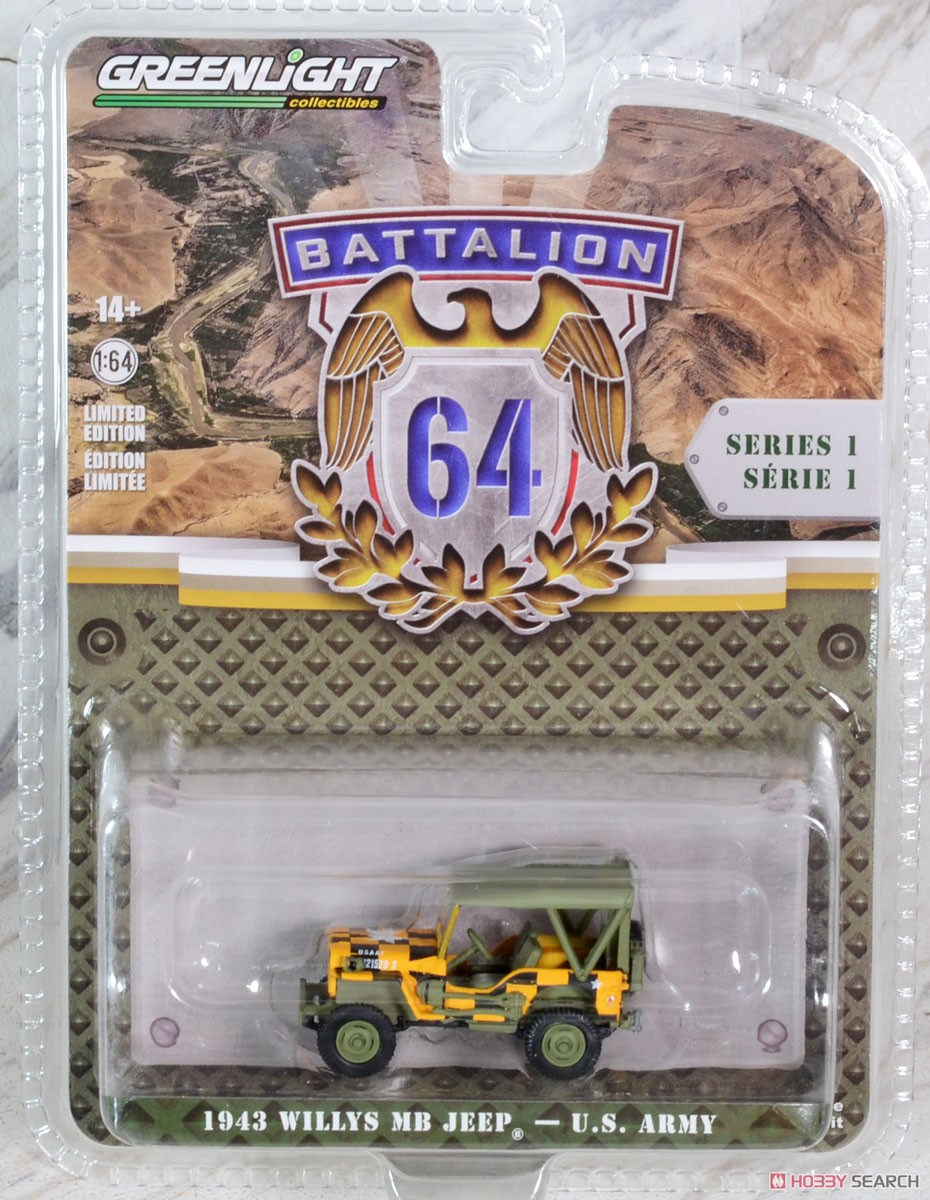 GREENLIGHT
collectibles
BATTALION
64
14+
1:64
LIMITED
EDITION
ÉDITION
LIMITÉE
SERIES 1
SÉRIE 1
USA
1943 WILLYS MB JEEP® — U.S. ARMY
HOBBY SEARCH